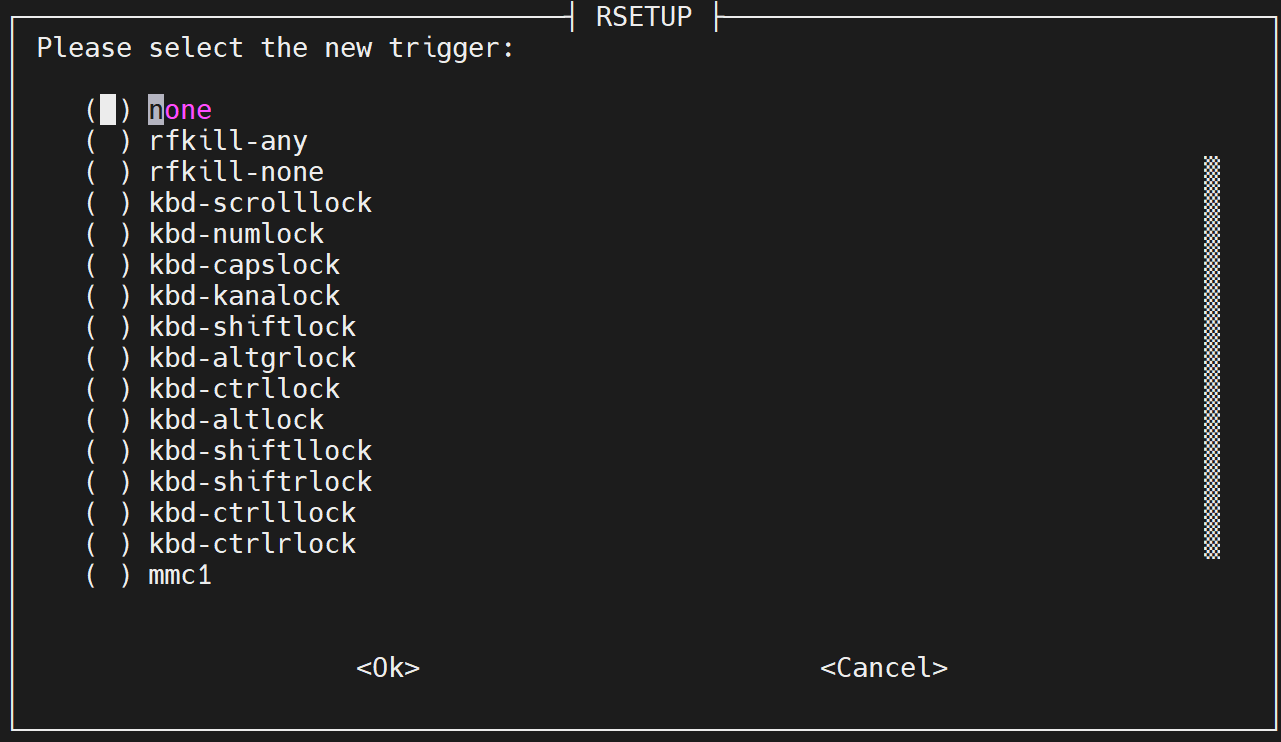 RSETUP
Please select the new trigger:
( ) none
( ) rfkill-any
( ) rfkill-none
( ) kbd-scrolllock
( ) kbd-numlock
( ) kbd-capslock
( ) kbd-kanalock
( ) kbd-shiftlock
( ) kbd-altgrlock
( ) kbd-ctrllock
( ) kbd-altlock
( ) kbd-shiftllock
( ) kbd-shiftrlock
( ) kbd-ctrlllock
( ) kbd-ctrlrlock
( ) mmc1
<Ok> <Cancel>